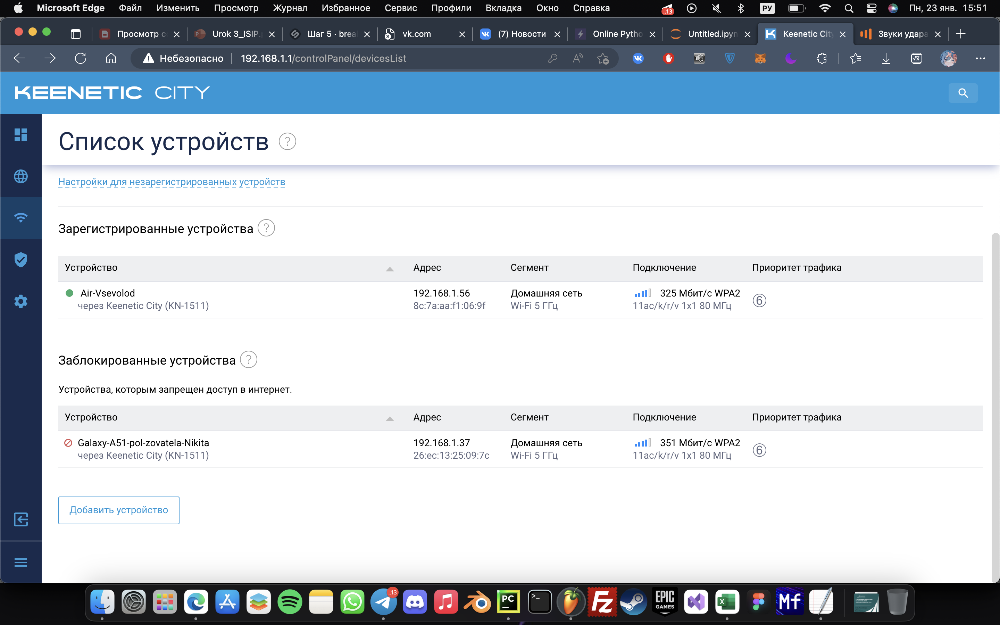 Microsoft Edge Файл Изменить Просмотр Журнал Избранное Сервис Профили Вкладка Окно Справка ..13 РУ Пн, 23 янв. 15:51
Просмотр с Urok 3_ISIP. Шаг 5 · brea vk.com (7) Новости Online Pytho Untitled.ipyn Keenetic City Звуки удара
Небезопасно 192.168.1.1/controlPanel/devicesList
KEENETIC CITY
Список устройств ?
Настройки для незарегистрированных устройств
Зарегистрированные устройства ?
Устройство Адрес Сегмент Подключение Приоритет трафика
Air-Vsevolod 192.168.1.56 Домашняя сеть 325 Мбит/с WPA2
через Keenetic City (KN-1511) 8c:7a:aa:f1:06:9f Wi-Fi 5 ГГц 11ac/k/r/v 1x1 80 МГц 6
Заблокированные устройства ?
Устройства, которым запрещен доступ в интернет.
Устройство Адрес Сегмент Подключение Приоритет трафика
Galaxy-A51-pol-zovatela-Nikita 192.168.1.37 Домашняя сеть 351 Мбит/с WPA2
через Keenetic City (KN-1511) 26:ec:13:25:09:7c Wi-Fi 5 ГГц 11ac/k/r/v 1x1 80 МГц 6
Добавить устройство
..13 PC Fz EPIC GAMES X Mf